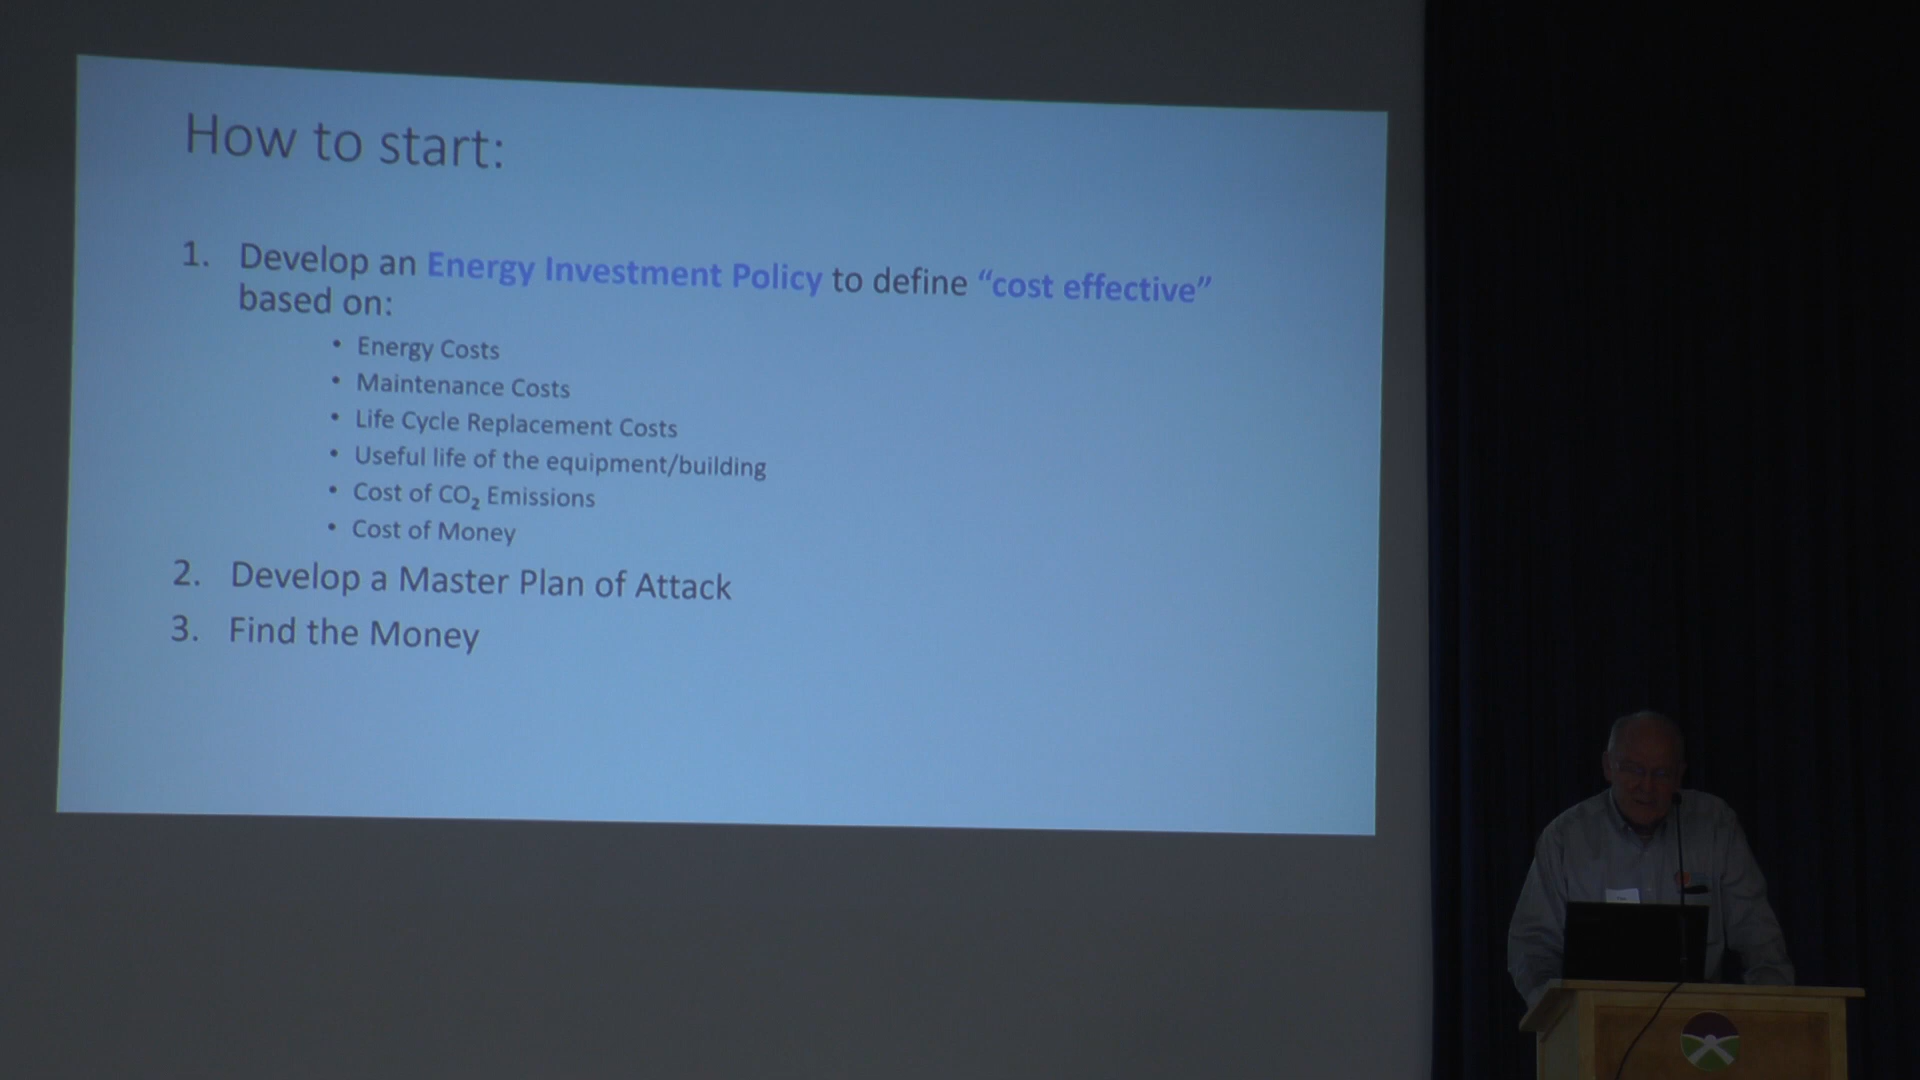 How to start:
1. Develop an Energy Investment Policy to define “cost effective”
based on:
• Energy Costs
• Maintenance Costs
• Life Cycle Replacement Costs
• Useful life of the equipment/building
• Cost of CO₂ Emissions
• Cost of Money
2. Develop a Master Plan of Attack
3. Find the Money